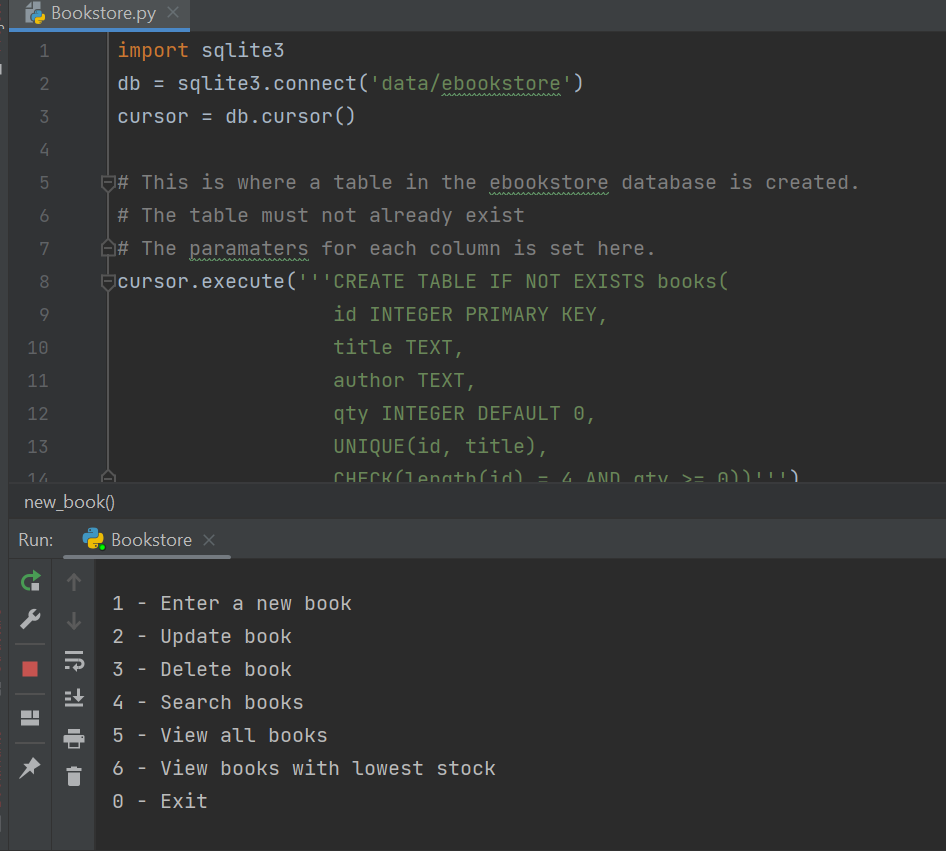 Bookstore.py
1 import sqlite3
2 db = sqlite3.connect('data/ebookstore')
3 cursor = db.cursor()
4
5 # This is where a table in the ebookstore database is created.
6 # The table must not already exist
7 # The paramaters for each column is set here.
8 cursor.execute('''CREATE TABLE IF NOT EXISTS books(
9 id INTEGER PRIMARY KEY,
10 title TEXT,
11 author TEXT,
12 qty INTEGER DEFAULT 0,
13 UNIQUE(id, title),
14 CHECK(length(id) = 4 AND qty >= 0))''')
new_book()
Run: Bookstore
1 - Enter a new book
2 - Update book
3 - Delete book
4 - Search books
5 - View all books
6 - View books with lowest stock
0 - Exit